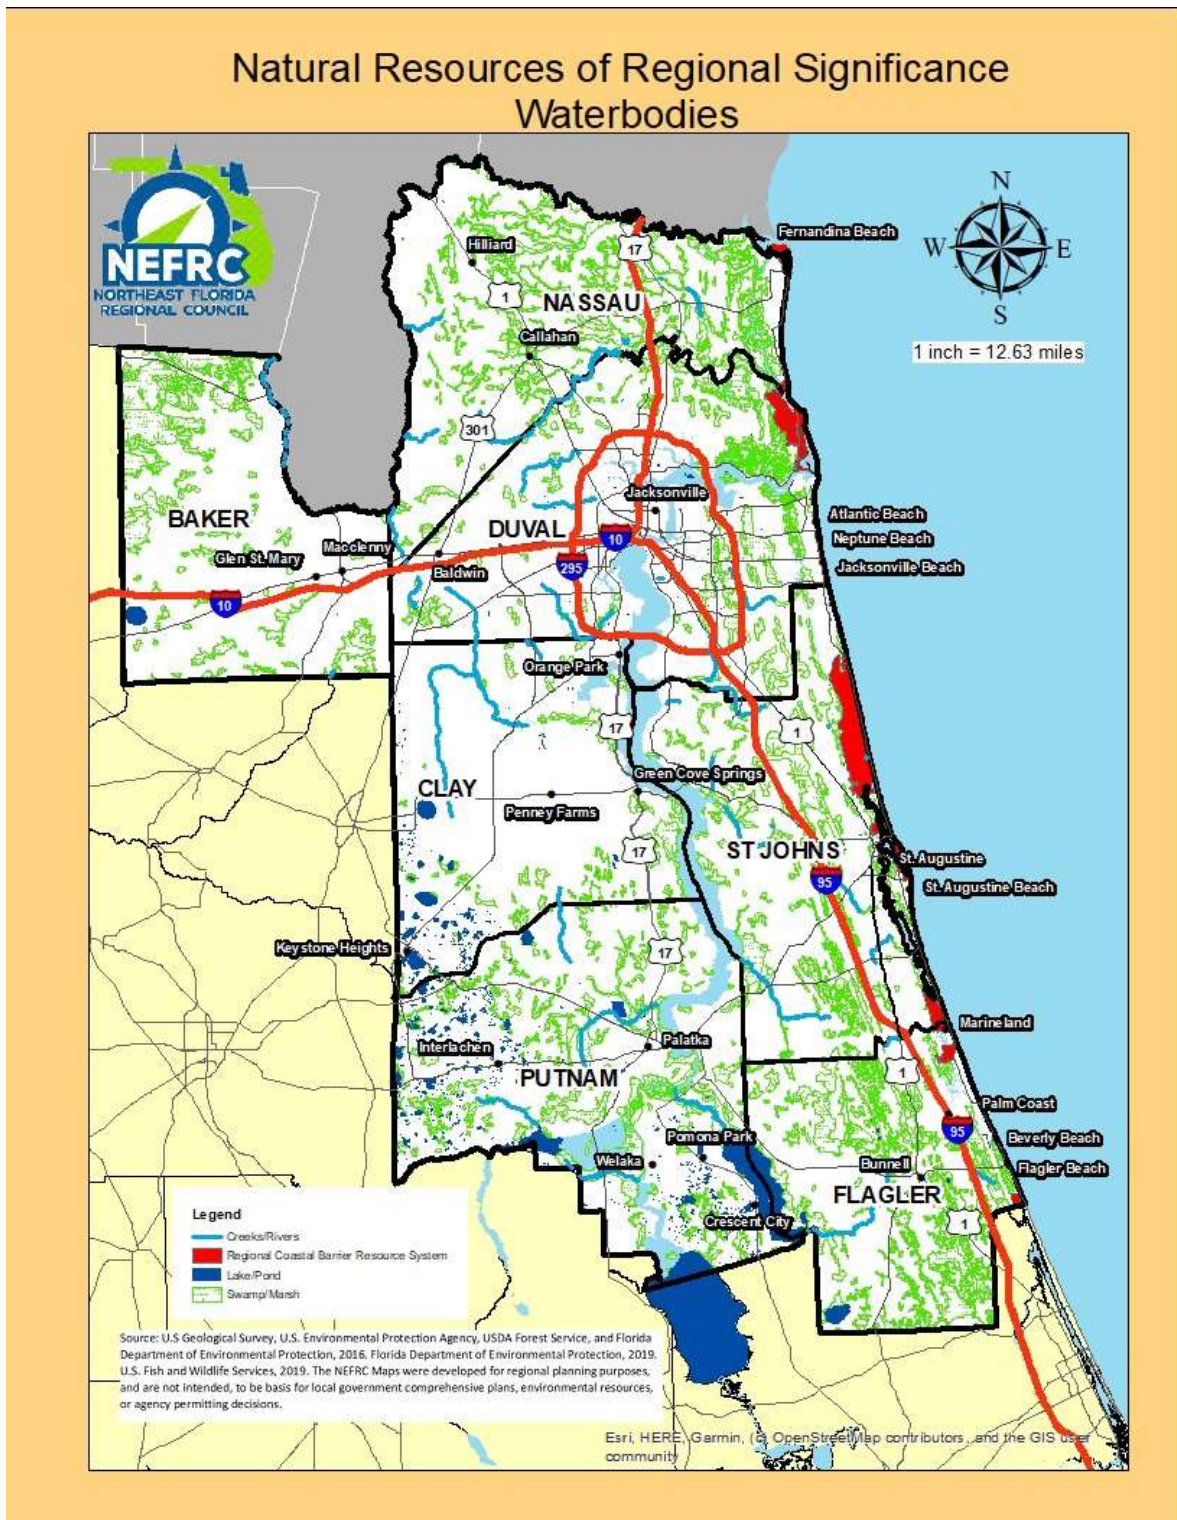 Natural Resources of Regional Significance
Waterbodies
NEFRC
NORTHEAST FLORIDA
REGIONAL COUNCIL
N
W
E
S
1 inch = 12.63 miles
Fernandina Beach
Hilliard
17
1
NASSAU
Callahan
301
Jacksonville
Atlantic Beach
Neptune Beach
Jacksonville Beach
BAKER
DUVAL
10
Macclenny
Glen St. Mary
Baldwin
295
10
Orange Park
17
1
Green Cove Springs
CLAY
Penney Farms
17
ST JOHNS
St. Augustine
95
St. Augustine Beach
Keystone Heights
17
Marineland
Palatka
Interlachen
PUTNAM
1
Palm Coast
95
Beverly Beach
Pomona Park
Welaka
Bunnell
Flagler Beach
FLAGLER
Crescent City
1
Legend
Creeks/Rivers
Regional Coastal Barrier Resource System
Lake/Pond
Swamp/Marsh
Source: U.S Geological Survey, U.S. Environmental Protection Agency, USDA Forest Service, and Florida
Department of Environmental Protection, 2016. Florida Department of Environmental Protection, 2019.
U.S. Fish and Wildlife Services, 2019. The NEFRC Maps were developed for regional planning purposes,
and are not intended, to be basis for local government comprehensive plans, environmental resources,
or agency permitting decisions.
Esri, HERE, Garmin, (c) OpenStreetMap contributors, and the GIS user
community